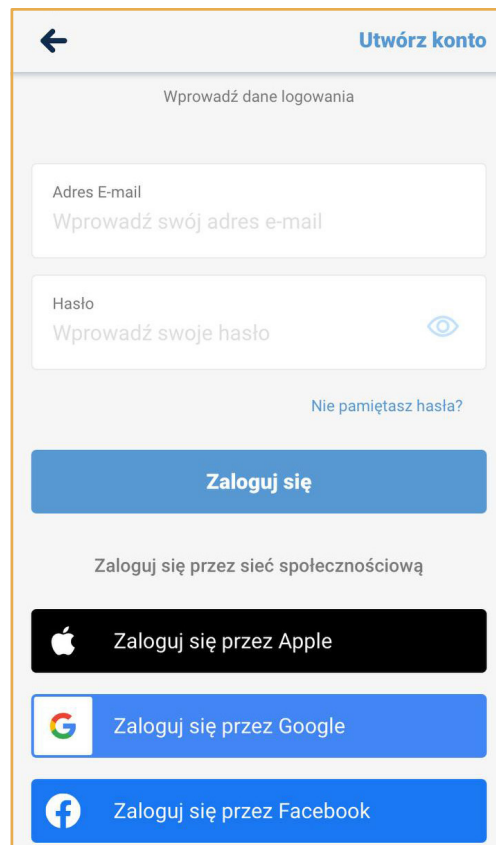 Utwórz konto
Wprowadź dane logowania
Adres E-mail
Wprowadź swój adres e-mail
Hasło
Wprowadź swoje hasło
Nie pamiętasz hasła?
Zaloguj się
Zaloguj się przez sieć społecznościową
Zaloguj się przez Apple
Zaloguj się przez Google
Zaloguj się przez Facebook